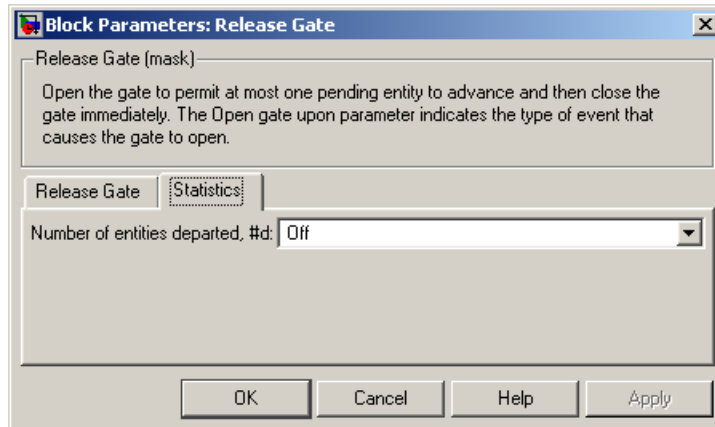 Block Parameters: Release Gate
Release Gate (mask)
Open the gate to permit at most one pending entity to advance and then close the
gate immediately. The Open gate upon parameter indicates the type of event that
causes the gate to open.
Release Gate Statistics
Number of entities departed, #d: Off
OK Cancel Help Apply